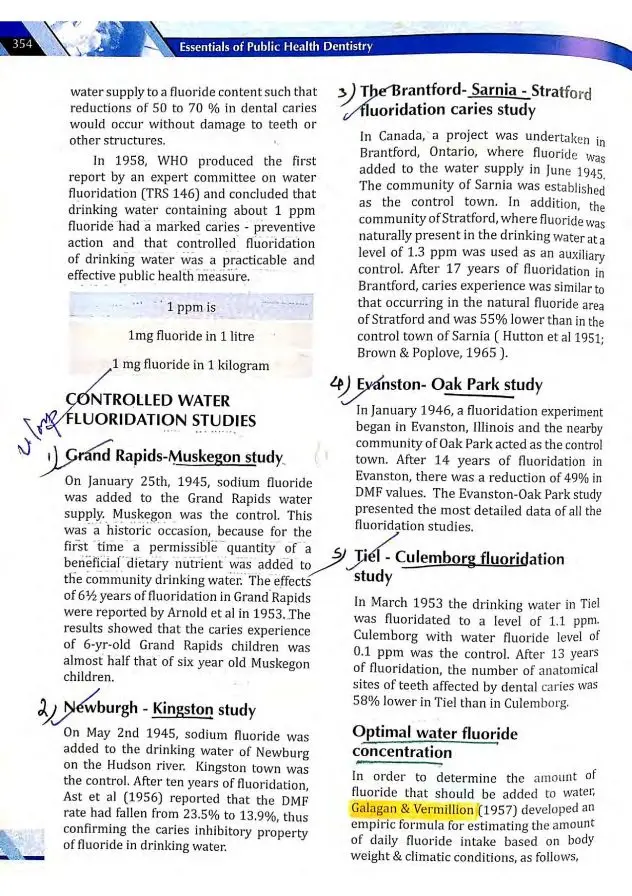 354
Essentials of Public Health Dentistry
water supply to a fluoride content such that
reductions of 50 to 70 % in dental caries
would occur without damage to teeth or
other structures.
In 1958, WHO produced the first
report by an expert committee on water
fluoridation (TRS 146) and concluded that
drinking water containing about 1 ppm
fluoride had a marked caries - preventive
action and that controlled fluoridation
of drinking water was a practicable and
effective public health measure.
1 ppm is
1mg fluoride in 1 litre
1 mg fluoride in 1 kilogram
CONTROLLED WATER
FLUORIDATION STUDIES
1) Grand Rapids-Muskegon study
On January 25th, 1945, sodium fluoride
was added to the Grand Rapids water
supply. Muskegon was the control. This
was a historic occasion, because for the
first time a permissible quantity of a
beneficial dietary nutrient was added to
the community drinking water. The effects
of 6½ years of fluoridation in Grand Rapids
were reported by Arnold et al in 1953. The
results showed that the caries experience
of 6-yr-old Grand Rapids children was
almost half that of six year old Muskegon
children.
2) Newburgh - Kingston study
On May 2nd 1945, sodium fluoride was
added to the drinking water of Newburg
on the Hudson river. Kingston town was
the control. After ten years of fluoridation,
Ast et al (1956) reported that the DMF
rate had fallen from 23.5% to 13.9%, thus
confirming the caries inhibitory property
of fluoride in drinking water.
3) The Brantford- Sarnia - Stratford
fluoridation caries study
In Canada, a project was undertaken in
Brantford, Ontario, where fluoride was
added to the water supply in June 1945.
The community of Sarnia was established
as the control town. In addition, the
community of Stratford, where fluoride was
naturally present in the drinking water at a
level of 1.3 ppm was used as an auxiliary
control. After 17 years of fluoridation in
Brantford, caries experience was similar to
that occurring in the natural fluoride area
of Stratford and was 55% lower than in the
control town of Sarnia ( Hutton et al 1951;
Brown & Poplove, 1965 ).
4) Evanston- Oak Park study
In January 1946, a fluoridation experiment
began in Evanston, Illinois and the nearby
community of Oak Park acted as the control
town. After 14 years of fluoridation in
Evanston, there was a reduction of 49% in
DMF values. The Evanston-Oak Park study
presented the most detailed data of all the
fluoridation studies.
5) Tiel - Culemborg fluoridation
study
In March 1953 the drinking water in Tiel
was fluoridated to a level of 1.1 ppm.
Culemborg with water fluoride level of
0.1 ppm was the control. After 13 years
of fluoridation, the number of anatomical
sites of teeth affected by dental caries was
58% lower in Tiel than in Culemborg.
Optimal water fluoride
concentration
In order to determine the amount of
fluoride that should be added to water,
Galagan & Vermillion (1957) developed an
empiric formula for estimating the amount
of daily fluoride intake based on body
weight & climatic conditions, as follows,